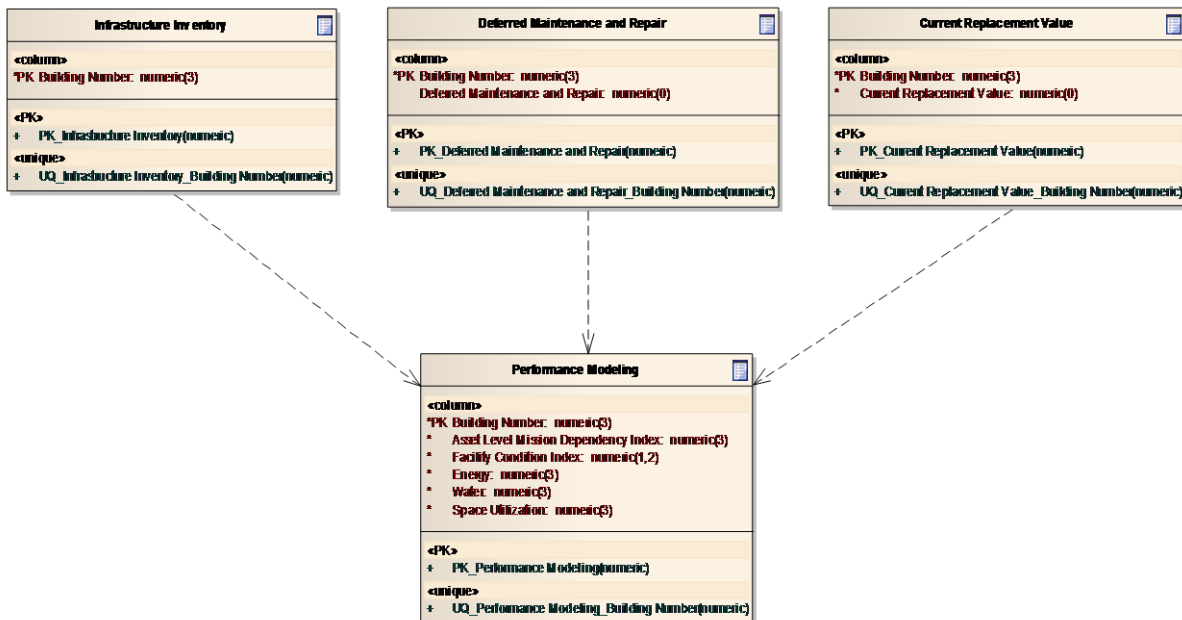 Infrastructure Inventory
«column»
*PK Building Number: numeric(3)
«PK»
+ PK_Infrastucture Inventory(numeric)
«unique»
+ UQ_Infrastucture Inventory_Building Number(numeric)
Deferred Maintenance and Repair
«column»
*PK Building Number: numeric(3)
Deferred Maintenance and Repair: numeric(0)
«PK»
+ PK_Deferred Maintenance and Repair(numeric)
«unique»
+ UQ_Deferred Maintenance and Repair_Building Number(numeric)
Current Replacement Value
«column»
*PK Building Number: numeric(3)
* Current Replacement Value: numeric(0)
«PK»
+ PK_Current Replacement Value(numeric)
«unique»
+ UQ_Current Replacement Value_Building Number(numeric)
Performance Modeling
«column»
*PK Building Number: numeric(3)
* Asset Level Mission Dependency Index: numeric(3)
* Facility Condition Index: numeric(1,2)
* Energy: numeric(3)
* Water: numeric(3)
* Space Utilization: numeric(3)
«PK»
+ PK_Performance Modeling(numeric)
«unique»
+ UQ_Performance Modeling_Building Number(numeric)